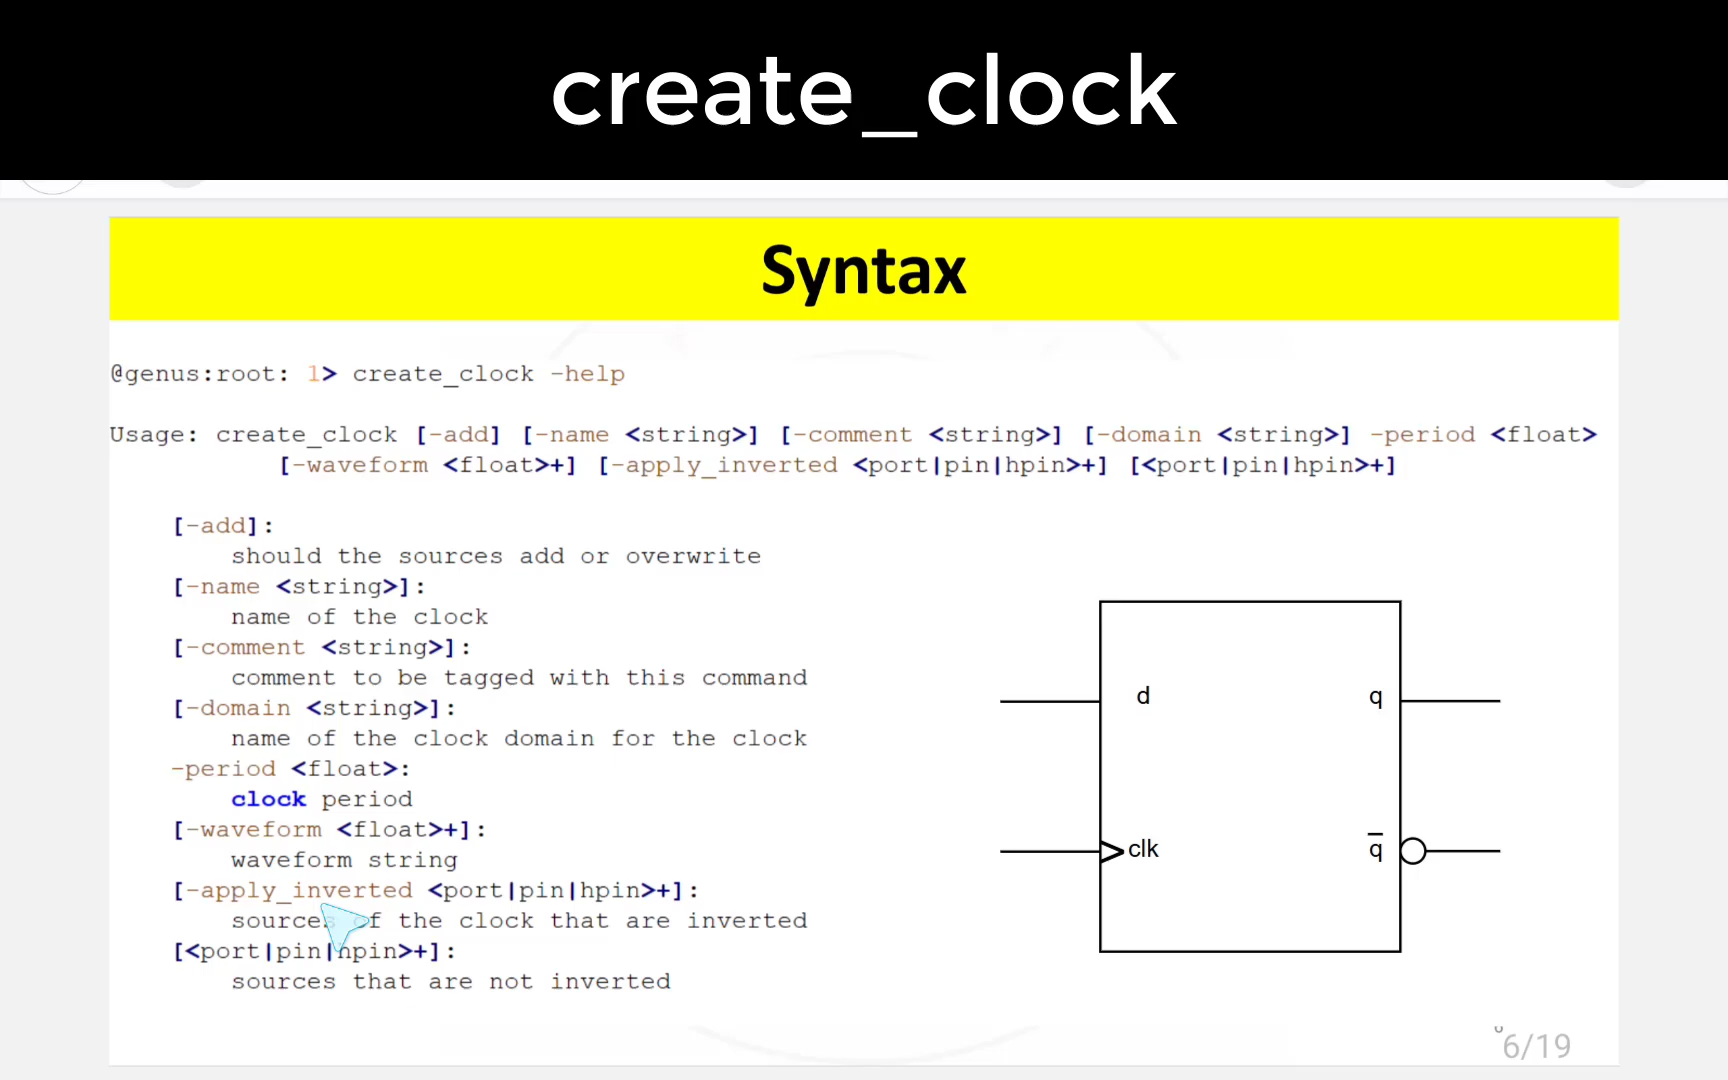 create_clock
Syntax
@genus:root: 1> create_clock -help
Usage: create_clock [-add] [-name <string>] [-comment <string>] [-domain <string>] -period <float>
[-waveform <float>+] [-apply_inverted <port|pin|hpin>+] [<port|pin|hpin>+]
[-add]:
should the sources add or overwrite
[-name <string>]:
name of the clock
[-comment <string>]:
comment to be tagged with this command
[-domain <string>]:
name of the clock domain for the clock
-period <float>:
clock period
[-waveform <float>+]:
waveform string
[-apply_inverted <port|pin|hpin>+]:
sources of the clock that are inverted
[<port|pin|hpin>+]:
sources that are not inverted
d
q
clk
q̅
6/19